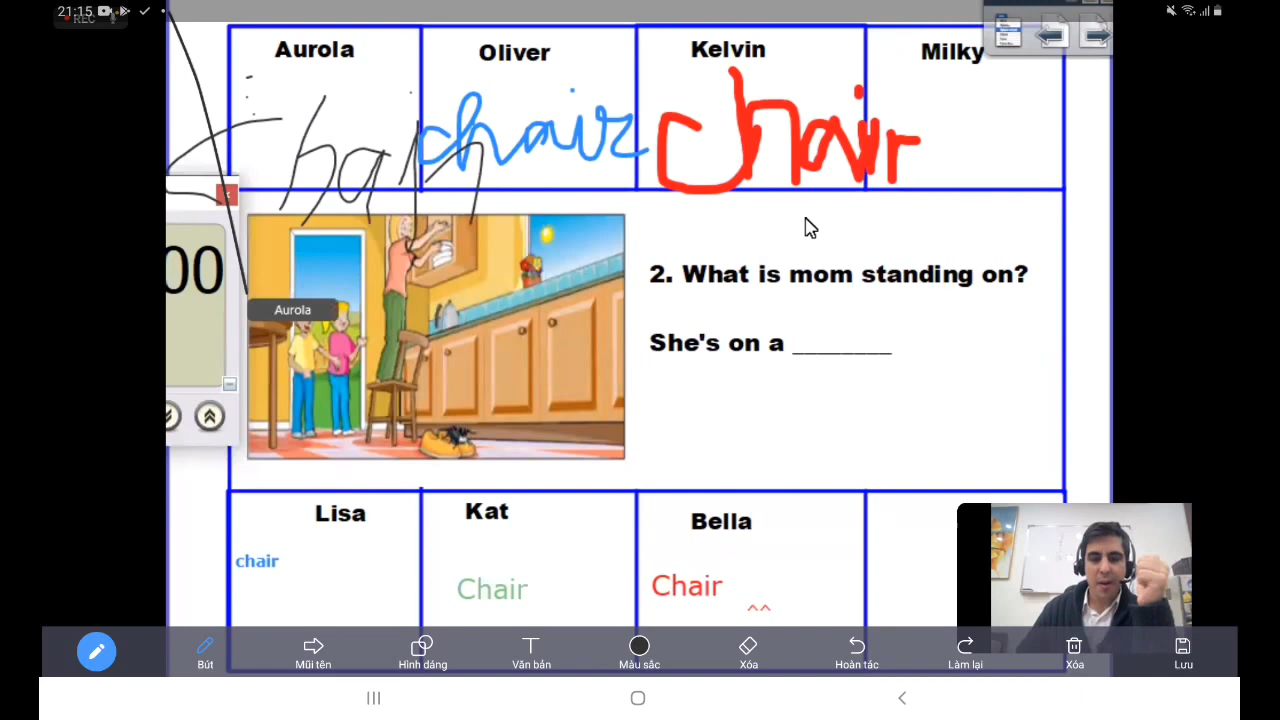 21:15
REC
Aurola
Oliver
Kelvin
Milky
chair
chair
00
Aurola
2. What is mom standing on?
She's on a ________
Lisa
Kat
Bella
chair
Chair
Chair
^^
Bút
Mũi tên
Hình dáng
Văn bản
Màu sắc
Xóa
Hoàn tác
Làm lại
Xóa
Lưu